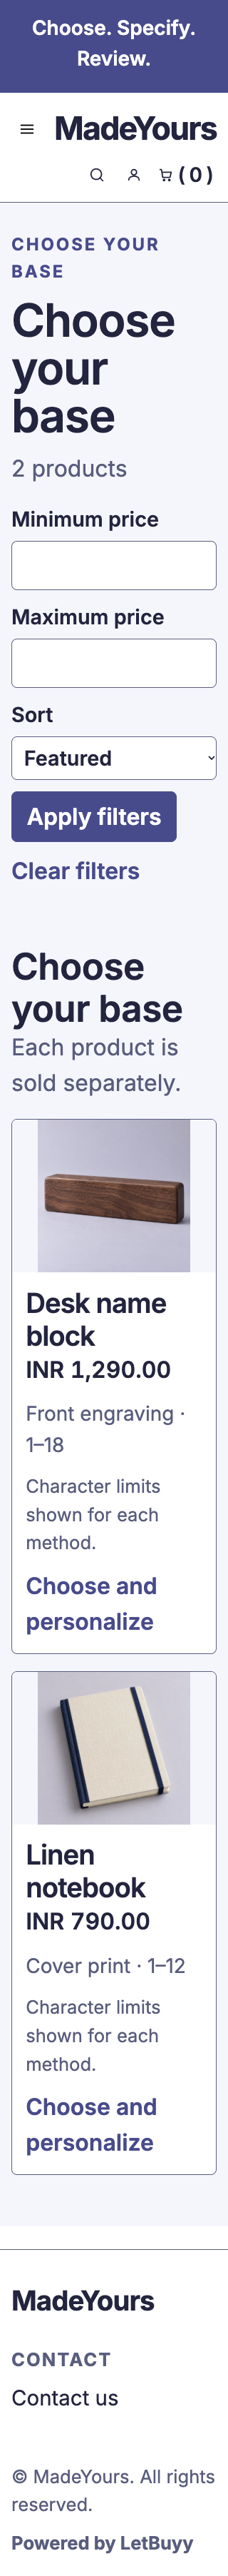 Choose. Specify.
Review.
MadeYours
( 0 )
CHOOSE YOUR
BASE
Choose
your
base
2 products
Minimum price
Maximum price
Sort
Featured
Apply filters
Clear filters
Choose
your base
Each product is
sold separately.
Desk name
block
INR 1,290.00
Front engraving ·
1–18
Character limits
shown for each
method.
Choose and
personalize
Linen
notebook
INR 790.00
Cover print · 1–12
Character limits
shown for each
method.
Choose and
personalize
MadeYours
CONTACT
Contact us
© MadeYours. All rights
reserved.
Powered by LetBuyy